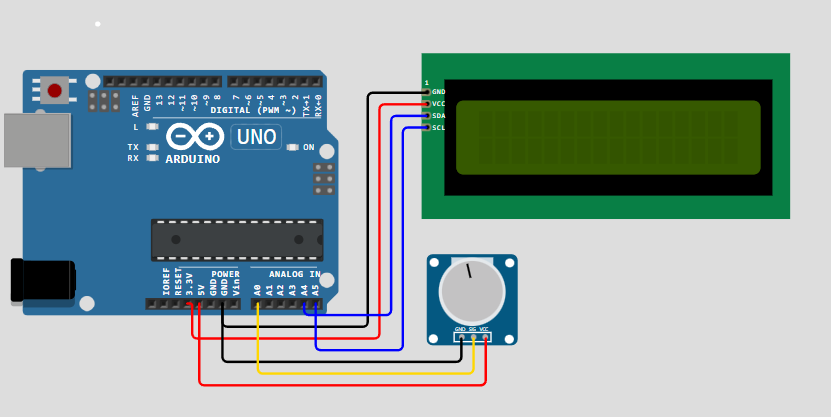 1
GND
VCC
SDA
SCL
AREF
GND
13
12
~11
~10
~9
8
7
~6
~5
4
~3
2
TX→1
RX←0
DIGITAL (PWM ~)
L
TX
RX
UNO
ON
ARDUINO
IOREF
RESET
3.3V
5V
GND
GND
Vin
POWER
ANALOG IN
A0
A1
A2
A3
A4
A5
GND SIG VCC